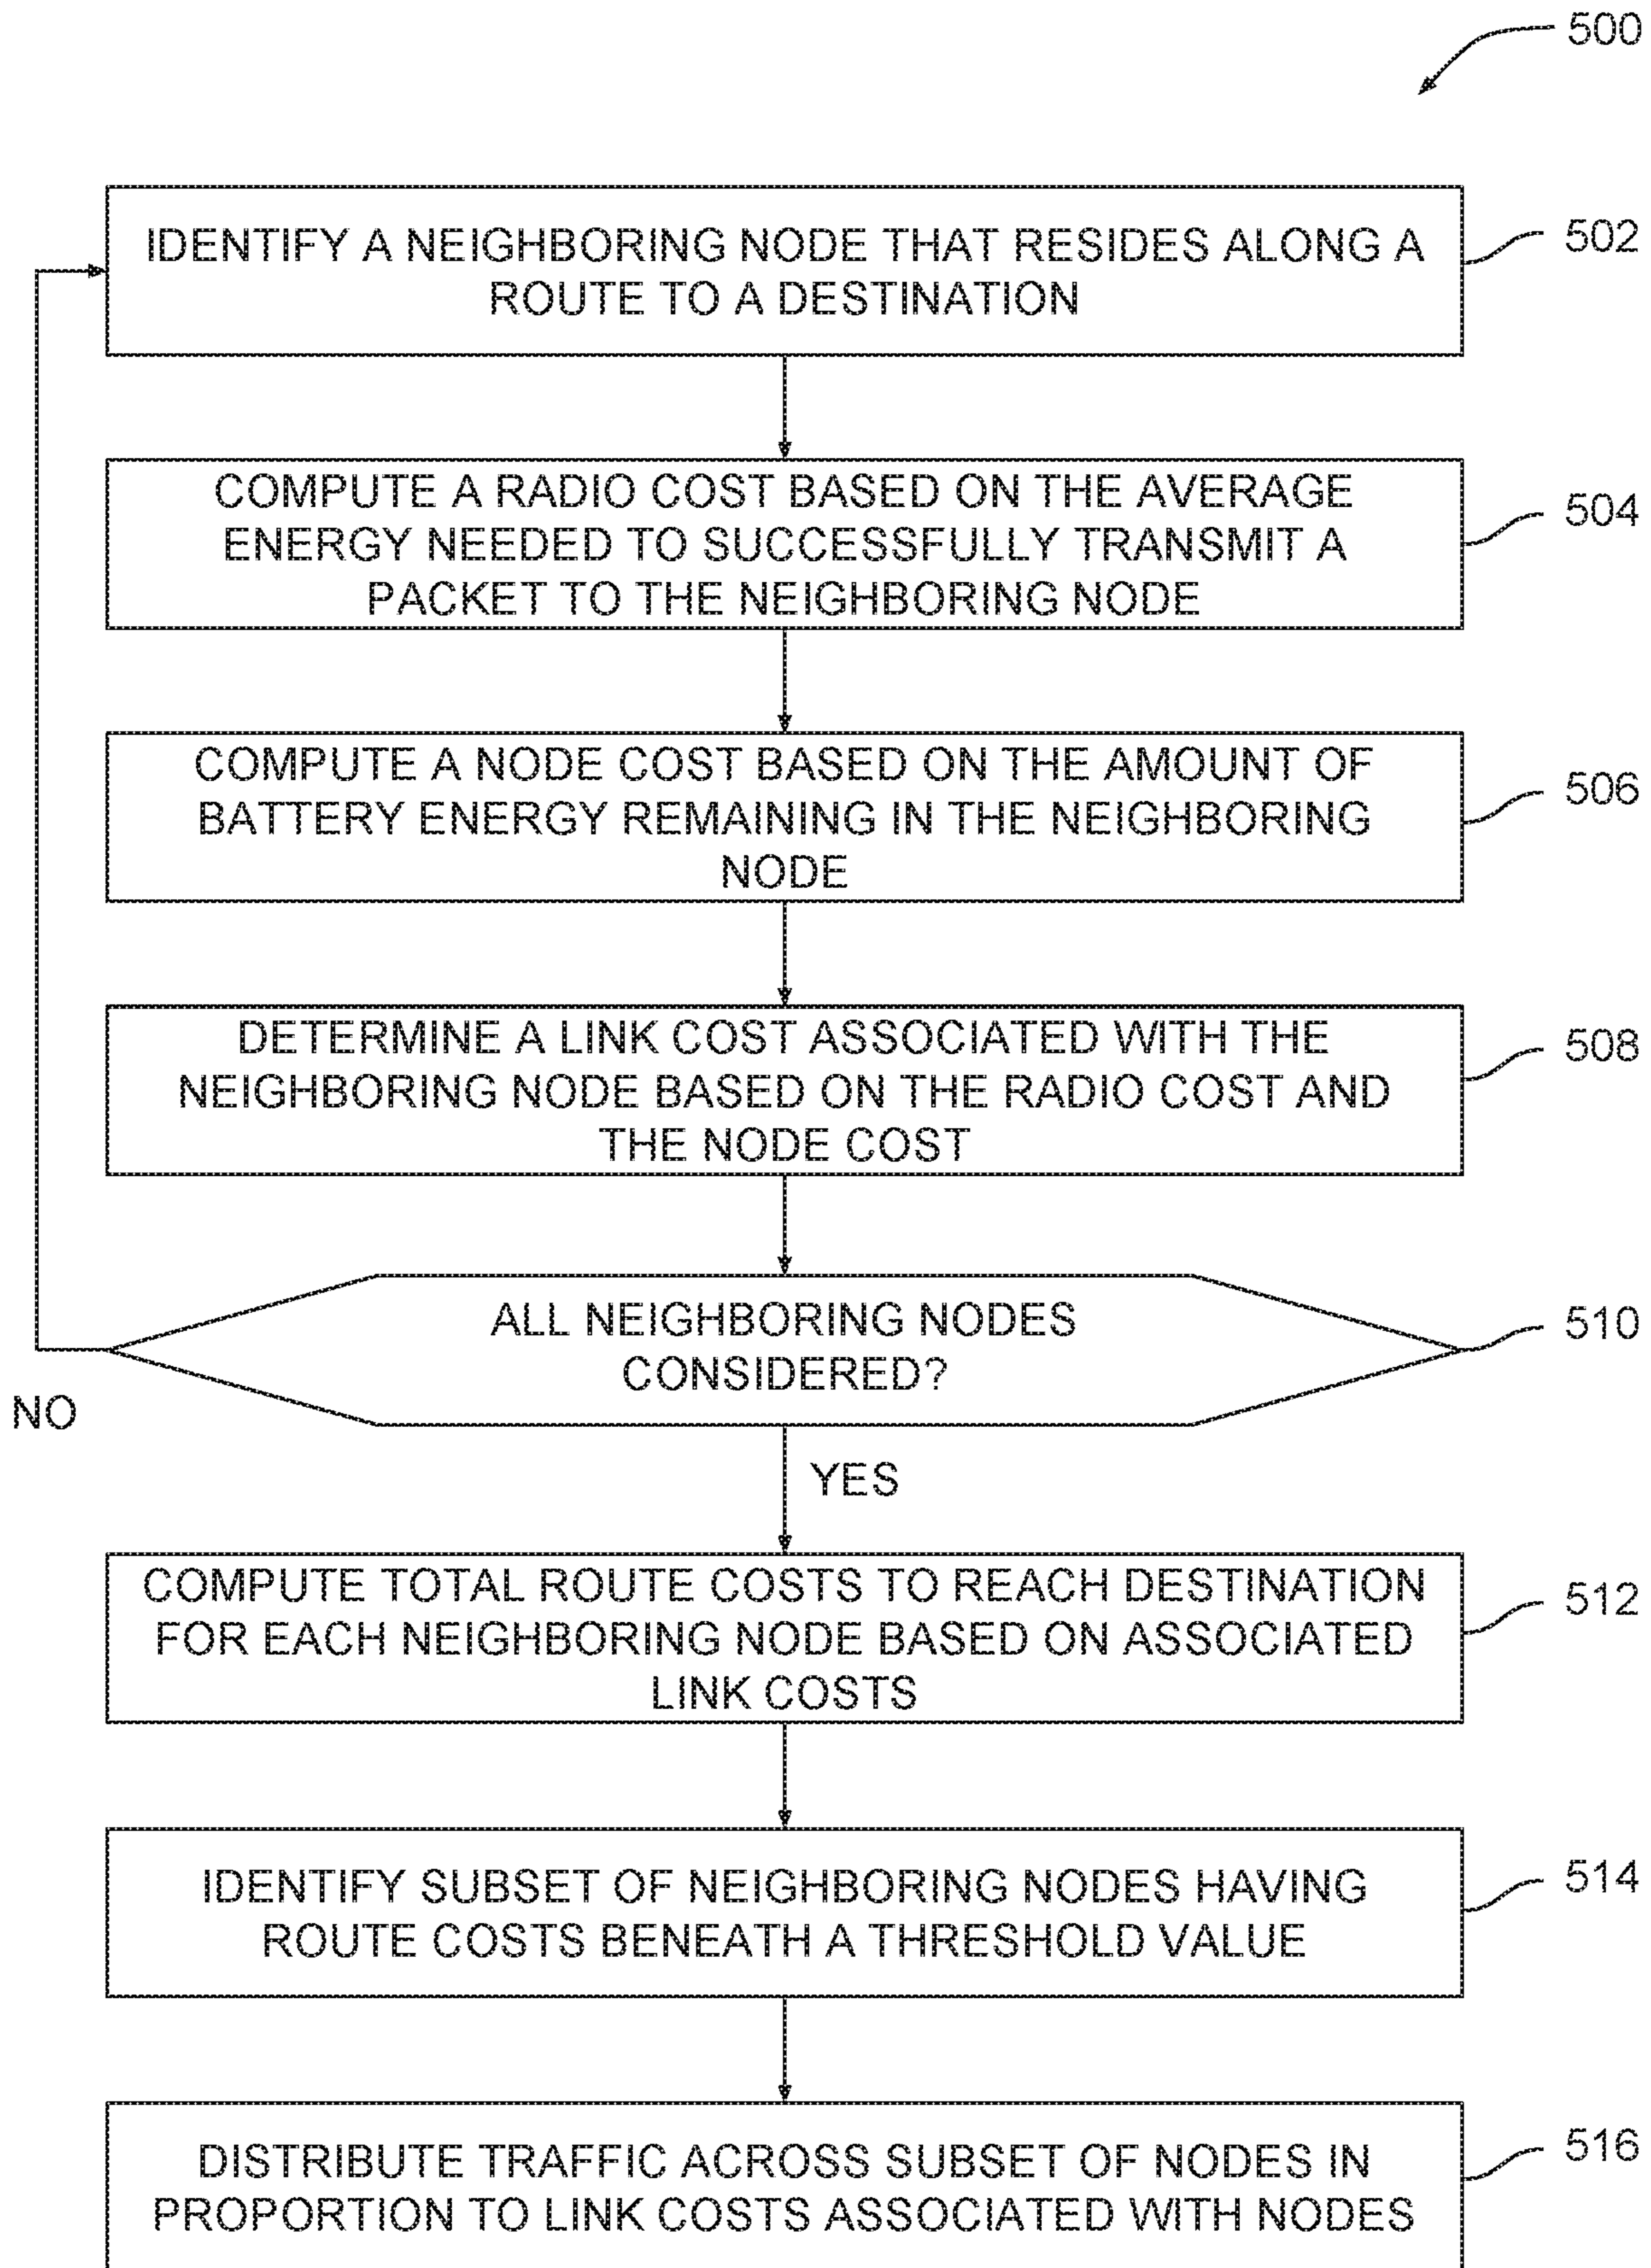 500
IDENTIFY A NEIGHBORING NODE THAT RESIDES ALONG A
ROUTE TO A DESTINATION
502
COMPUTE A RADIO COST BASED ON THE AVERAGE
ENERGY NEEDED TO SUCCESSFULLY TRANSMIT A
PACKET TO THE NEIGHBORING NODE
504
COMPUTE A NODE COST BASED ON THE AMOUNT OF
BATTERY ENERGY REMAINING IN THE NEIGHBORING
NODE
506
DETERMINE A LINK COST ASSOCIATED WITH THE
NEIGHBORING NODE BASED ON THE RADIO COST AND
THE NODE COST
508
ALL NEIGHBORING NODES
CONSIDERED?
510
NO
YES
COMPUTE TOTAL ROUTE COSTS TO REACH DESTINATION
FOR EACH NEIGHBORING NODE BASED ON ASSOCIATED
LINK COSTS
512
IDENTIFY SUBSET OF NEIGHBORING NODES HAVING
ROUTE COSTS BENEATH A THRESHOLD VALUE
514
DISTRIBUTE TRAFFIC ACROSS SUBSET OF NODES IN
PROPORTION TO LINK COSTS ASSOCIATED WITH NODES
516